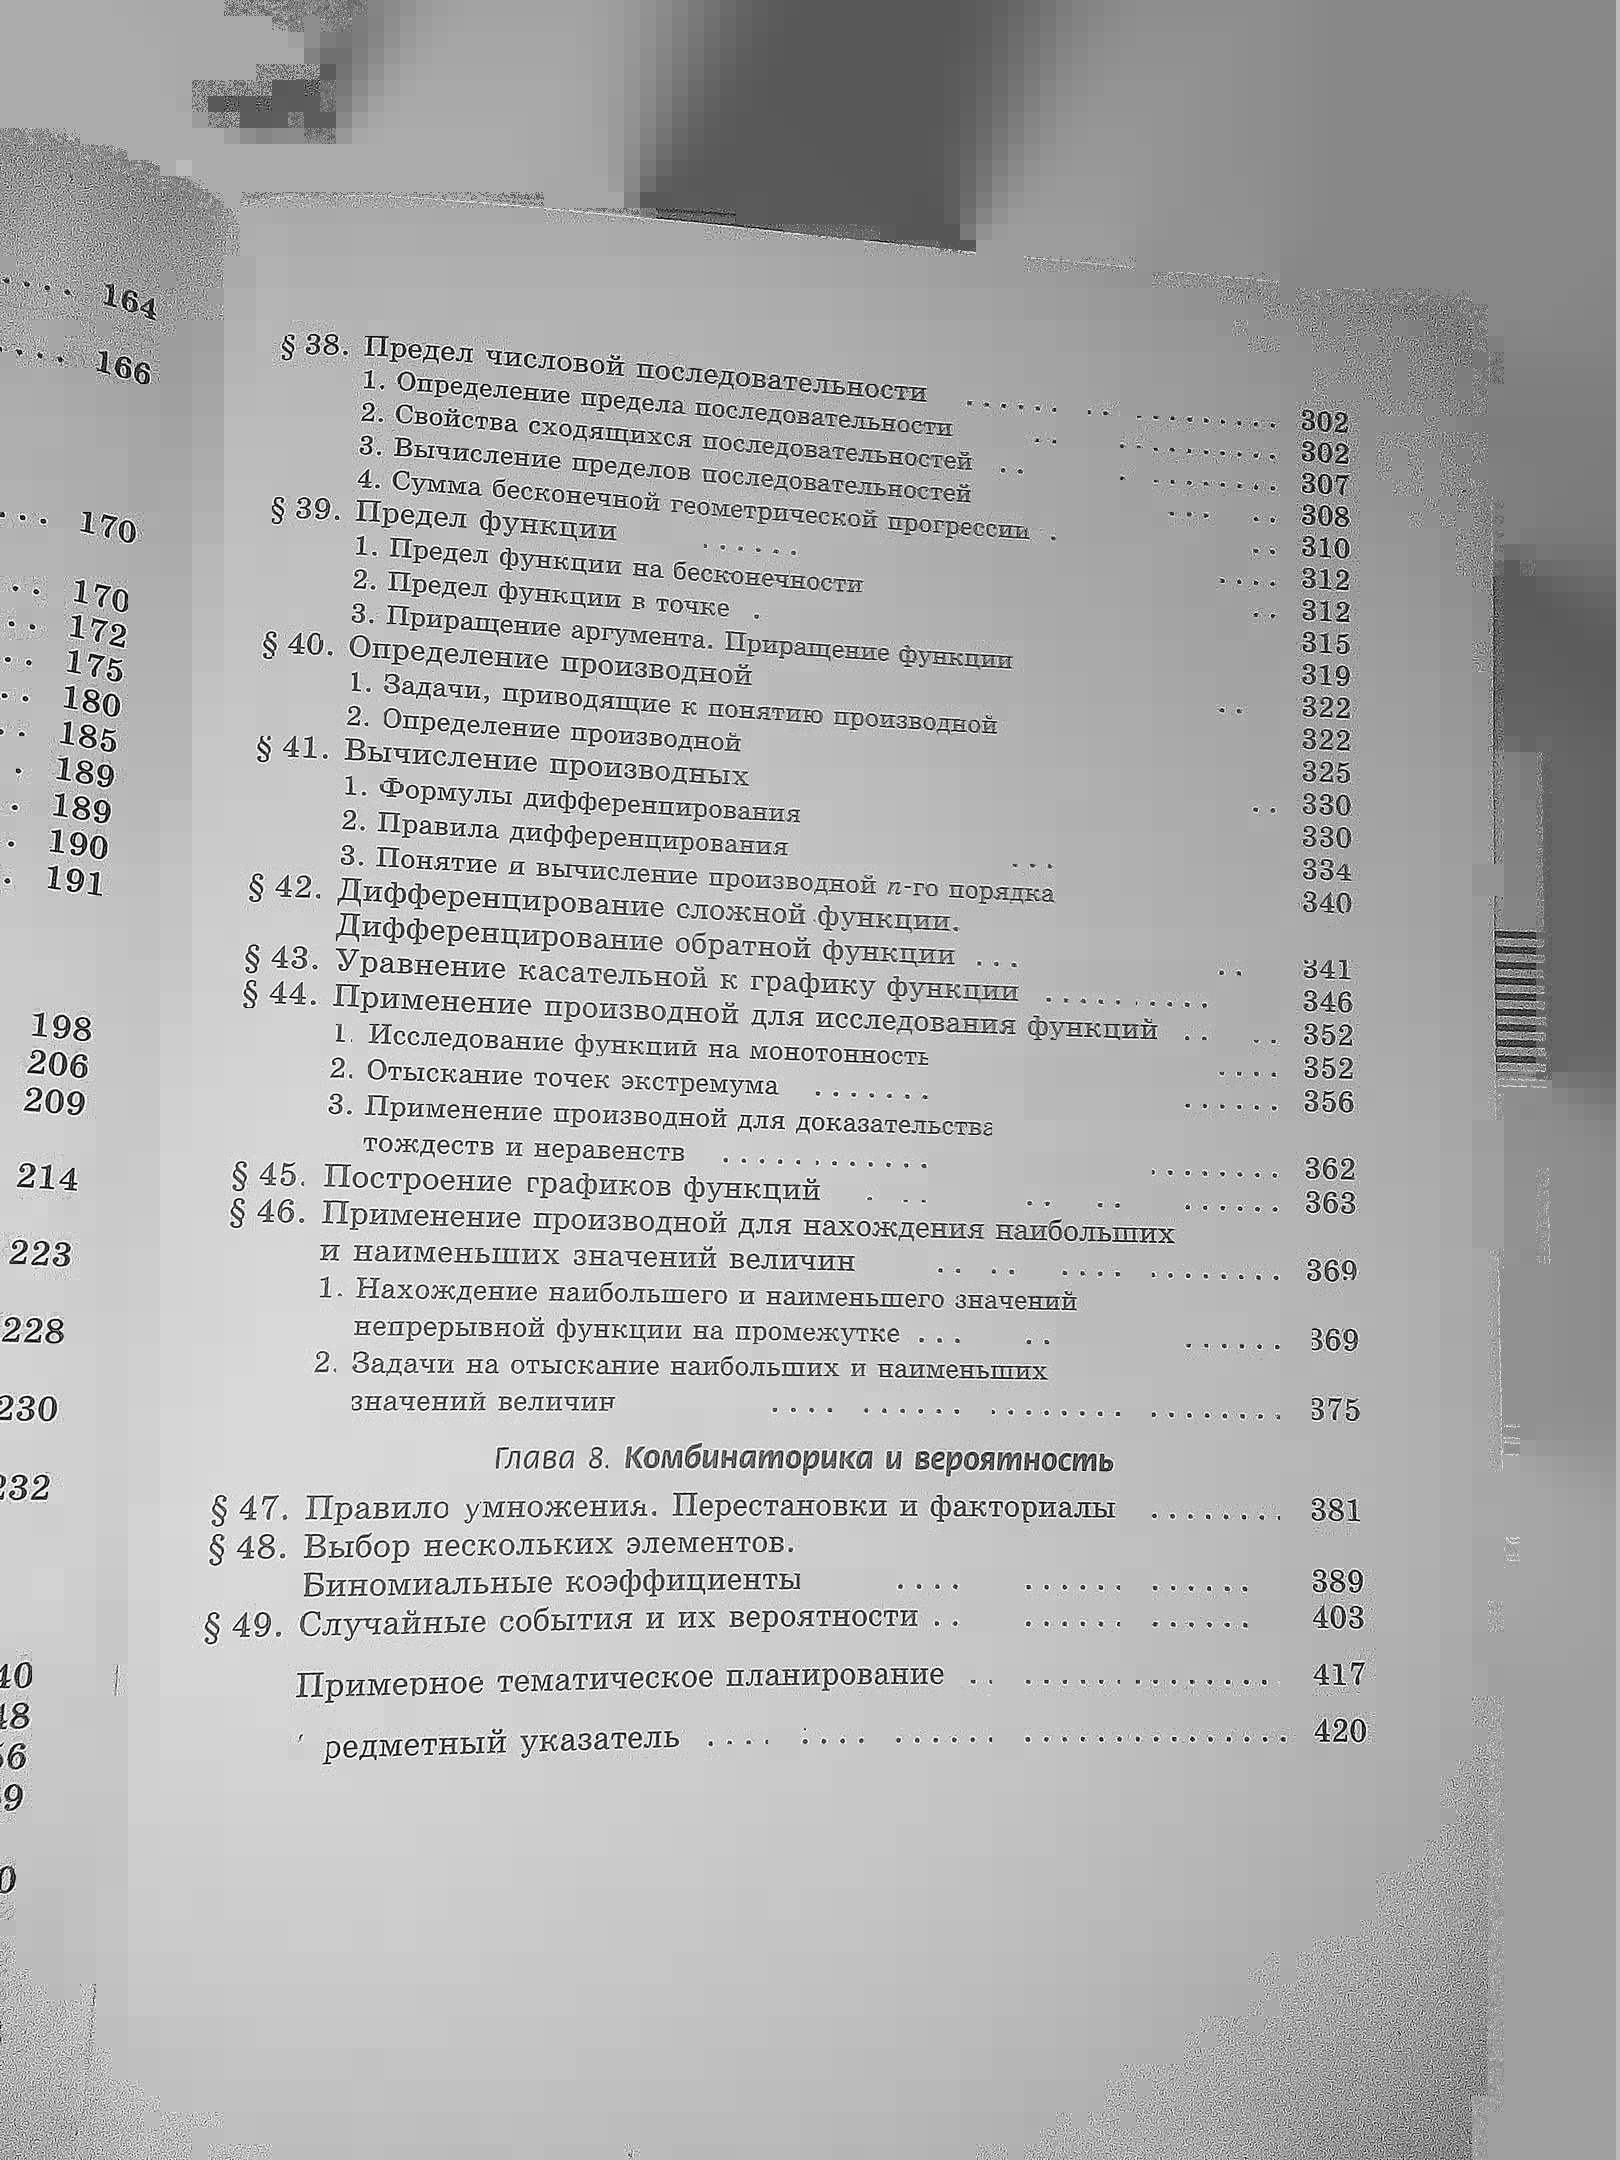 164
166
170
170
172
175
180
185
189
189
190
191
198
206
209
214
223
228
230
232
§ 38. Предел числовой последовательности 302
1. Определение предела последовательности 302
2. Свойства сходящихся последовательностей 307
3. Вычисление пределов последовательностей 308
4. Сумма бесконечной геометрической прогрессии 310
§ 39. Предел функции 312
1. Предел функции на бесконечности 312
2. Предел функции в точке 315
3. Приращение аргумента. Приращение функции 319
§ 40. Определение производной 322
1. Задачи, приводящие к понятию производной 322
2. Определение производной 325
§ 41. Вычисление производных 330
1. Формулы дифференцирования 330
2. Правила дифференцирования 334
3. Понятие и вычисление производной n-го порядка 340
§ 42. Дифференцирование сложной функции.
Дифференцирование обратной функции 341
§ 43. Уравнение касательной к графику функции 346
§ 44. Применение производной для исследования функций 352
1. Исследование функций на монотонность 352
2. Отыскание точек экстремума 356
3. Применение производной для доказательства
тождеств и неравенств 362
§ 45. Построение графиков функций 363
§ 46. Применение производной для нахождения наибольших
и наименьших значений величин 369
1. Нахождение наибольшего и наименьшего значений
непрерывной функции на промежутке 369
2. Задачи на отыскание наибольших и наименьших
значений величин 375
Глава 8. Комбинаторика и вероятность
§ 47. Правило умножения. Перестановки и факториалы 381
§ 48. Выбор нескольких элементов.
Биномиальные коэффициенты 389
§ 49. Случайные события и их вероятности 403
Примерное тематическое планирование 417
Предметный указатель 420